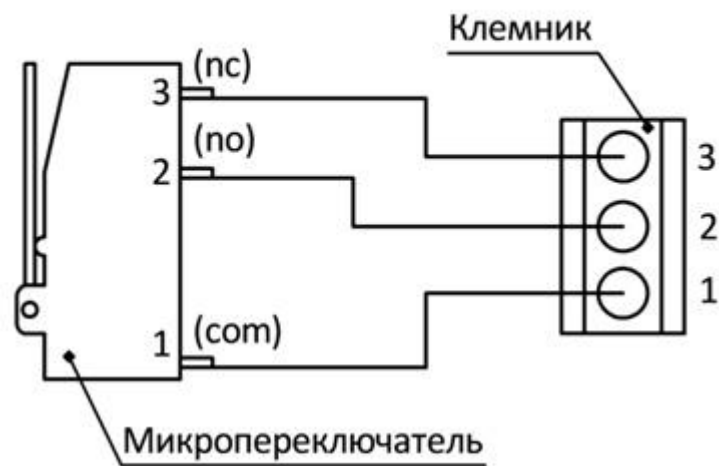 Клемник
3 (nc)
2 (no)
1 (com)
3
2
1
Микропереключатель